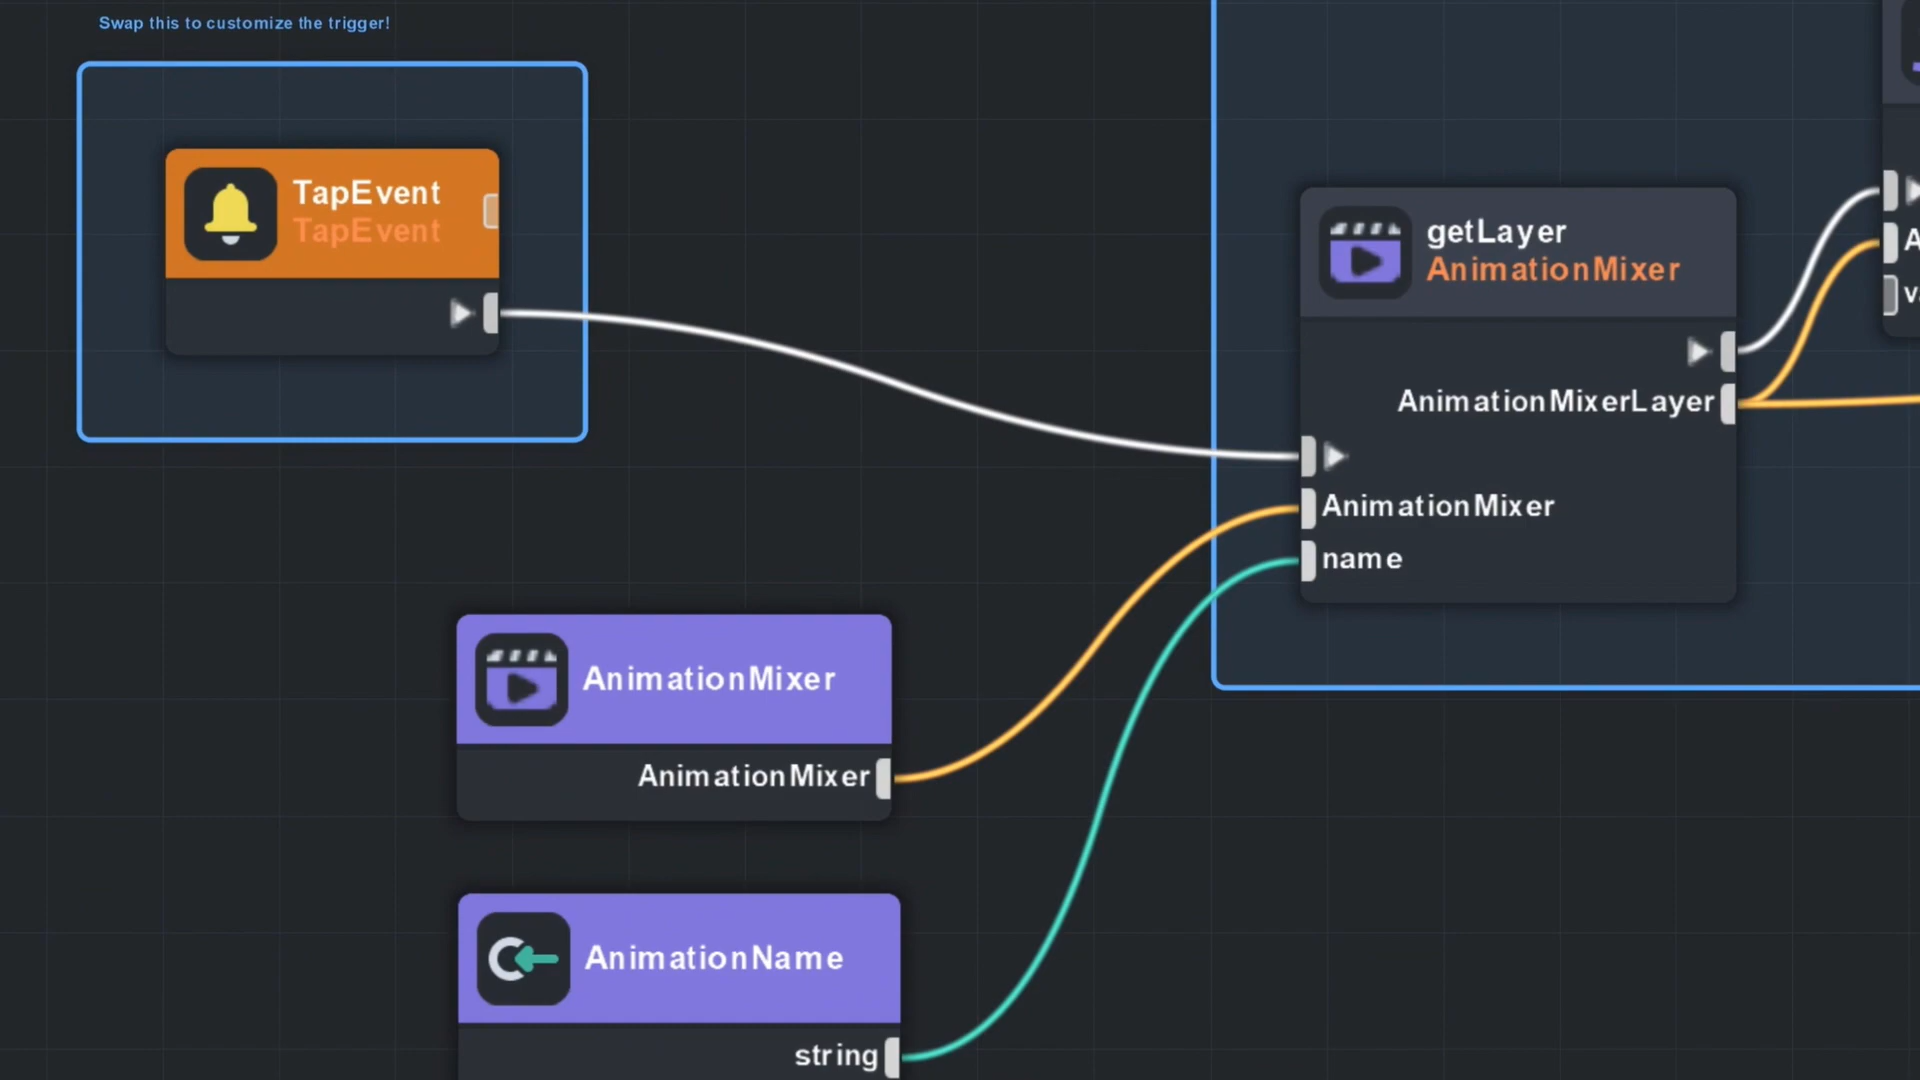 Swap this to customize the trigger!
TapEvent
TapEvent
getLayer
AnimationMixer
AnimationMixerLayer
AnimationMixer
name
AnimationMixer
AnimationMixer
AnimationName
string